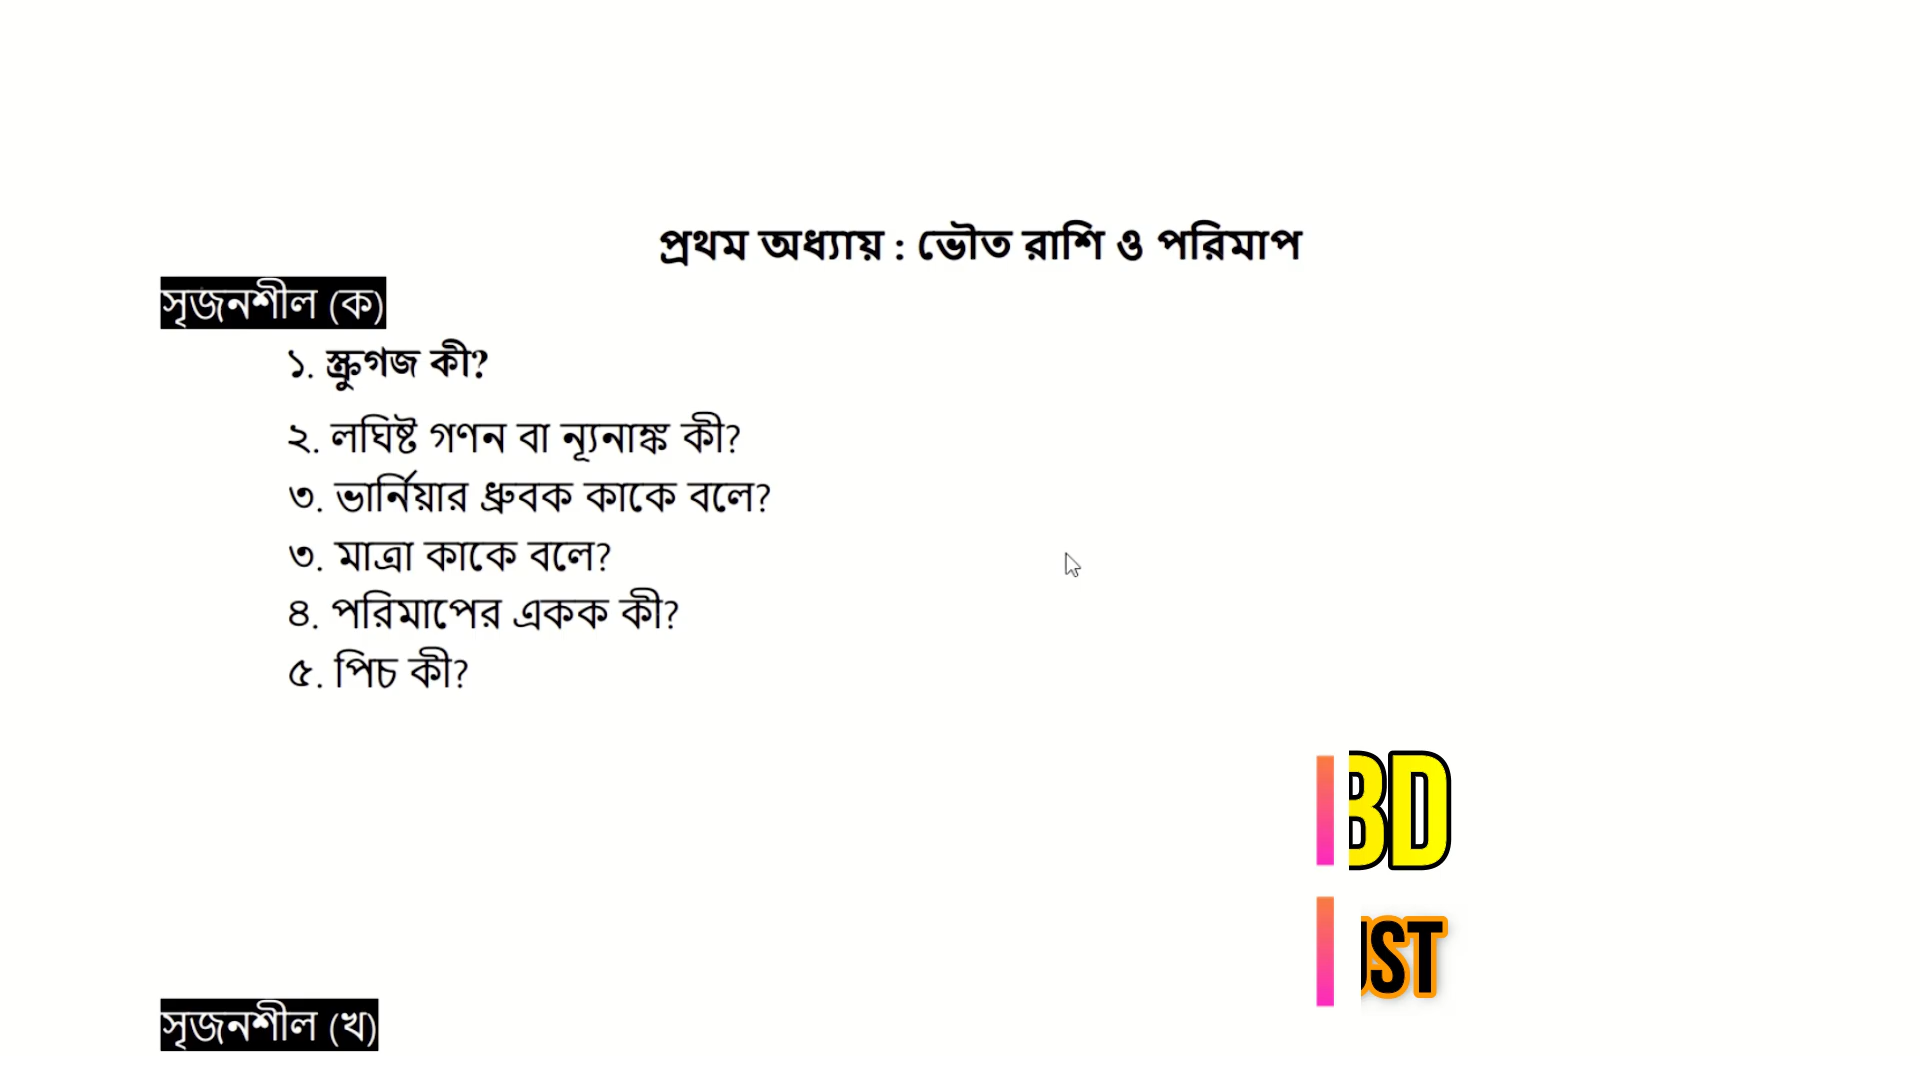 প্রথম অধ্যায় : ভৌত রাশি ও পরিমাপ
সৃজনশীল (ক)
১. স্ক্রুগজ কী?
২. লঘিষ্ট গণন বা ন্যূনাঙ্ক কী?
৩. ভার্নিয়ার ধ্রুবক কাকে বলে?
৩. মাত্রা কাকে বলে?
৪. পরিমাপের একক কী?
৫. পিচ কী?
BD
UST
সৃজনশীল (খ)